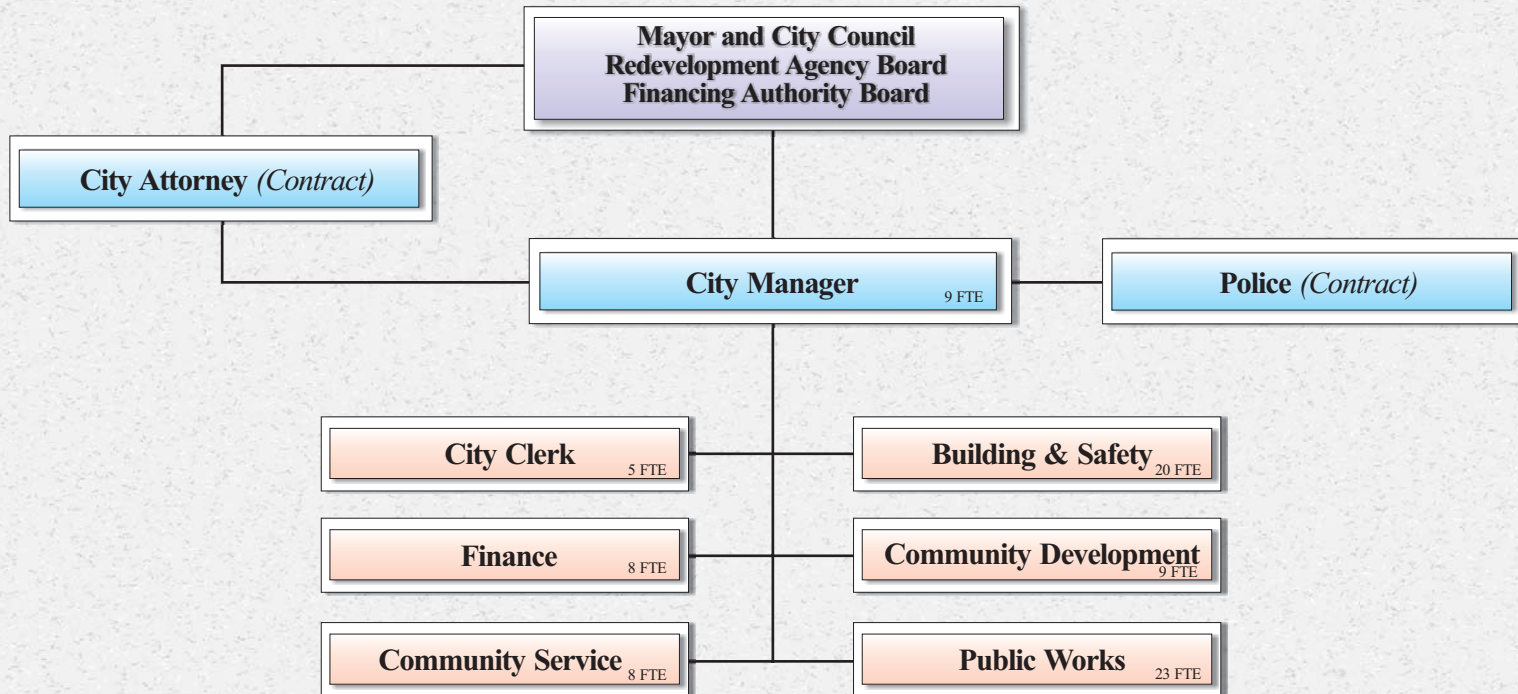 Mayor and City Council
Redevelopment Agency Board
Financing Authority Board
City Attorney (Contract)
City Manager
9 FTE
Police (Contract)
City Clerk
5 FTE
Building & Safety
20 FTE
Finance
8 FTE
Community Development
9 FTE
Community Service
8 FTE
Public Works
23 FTE